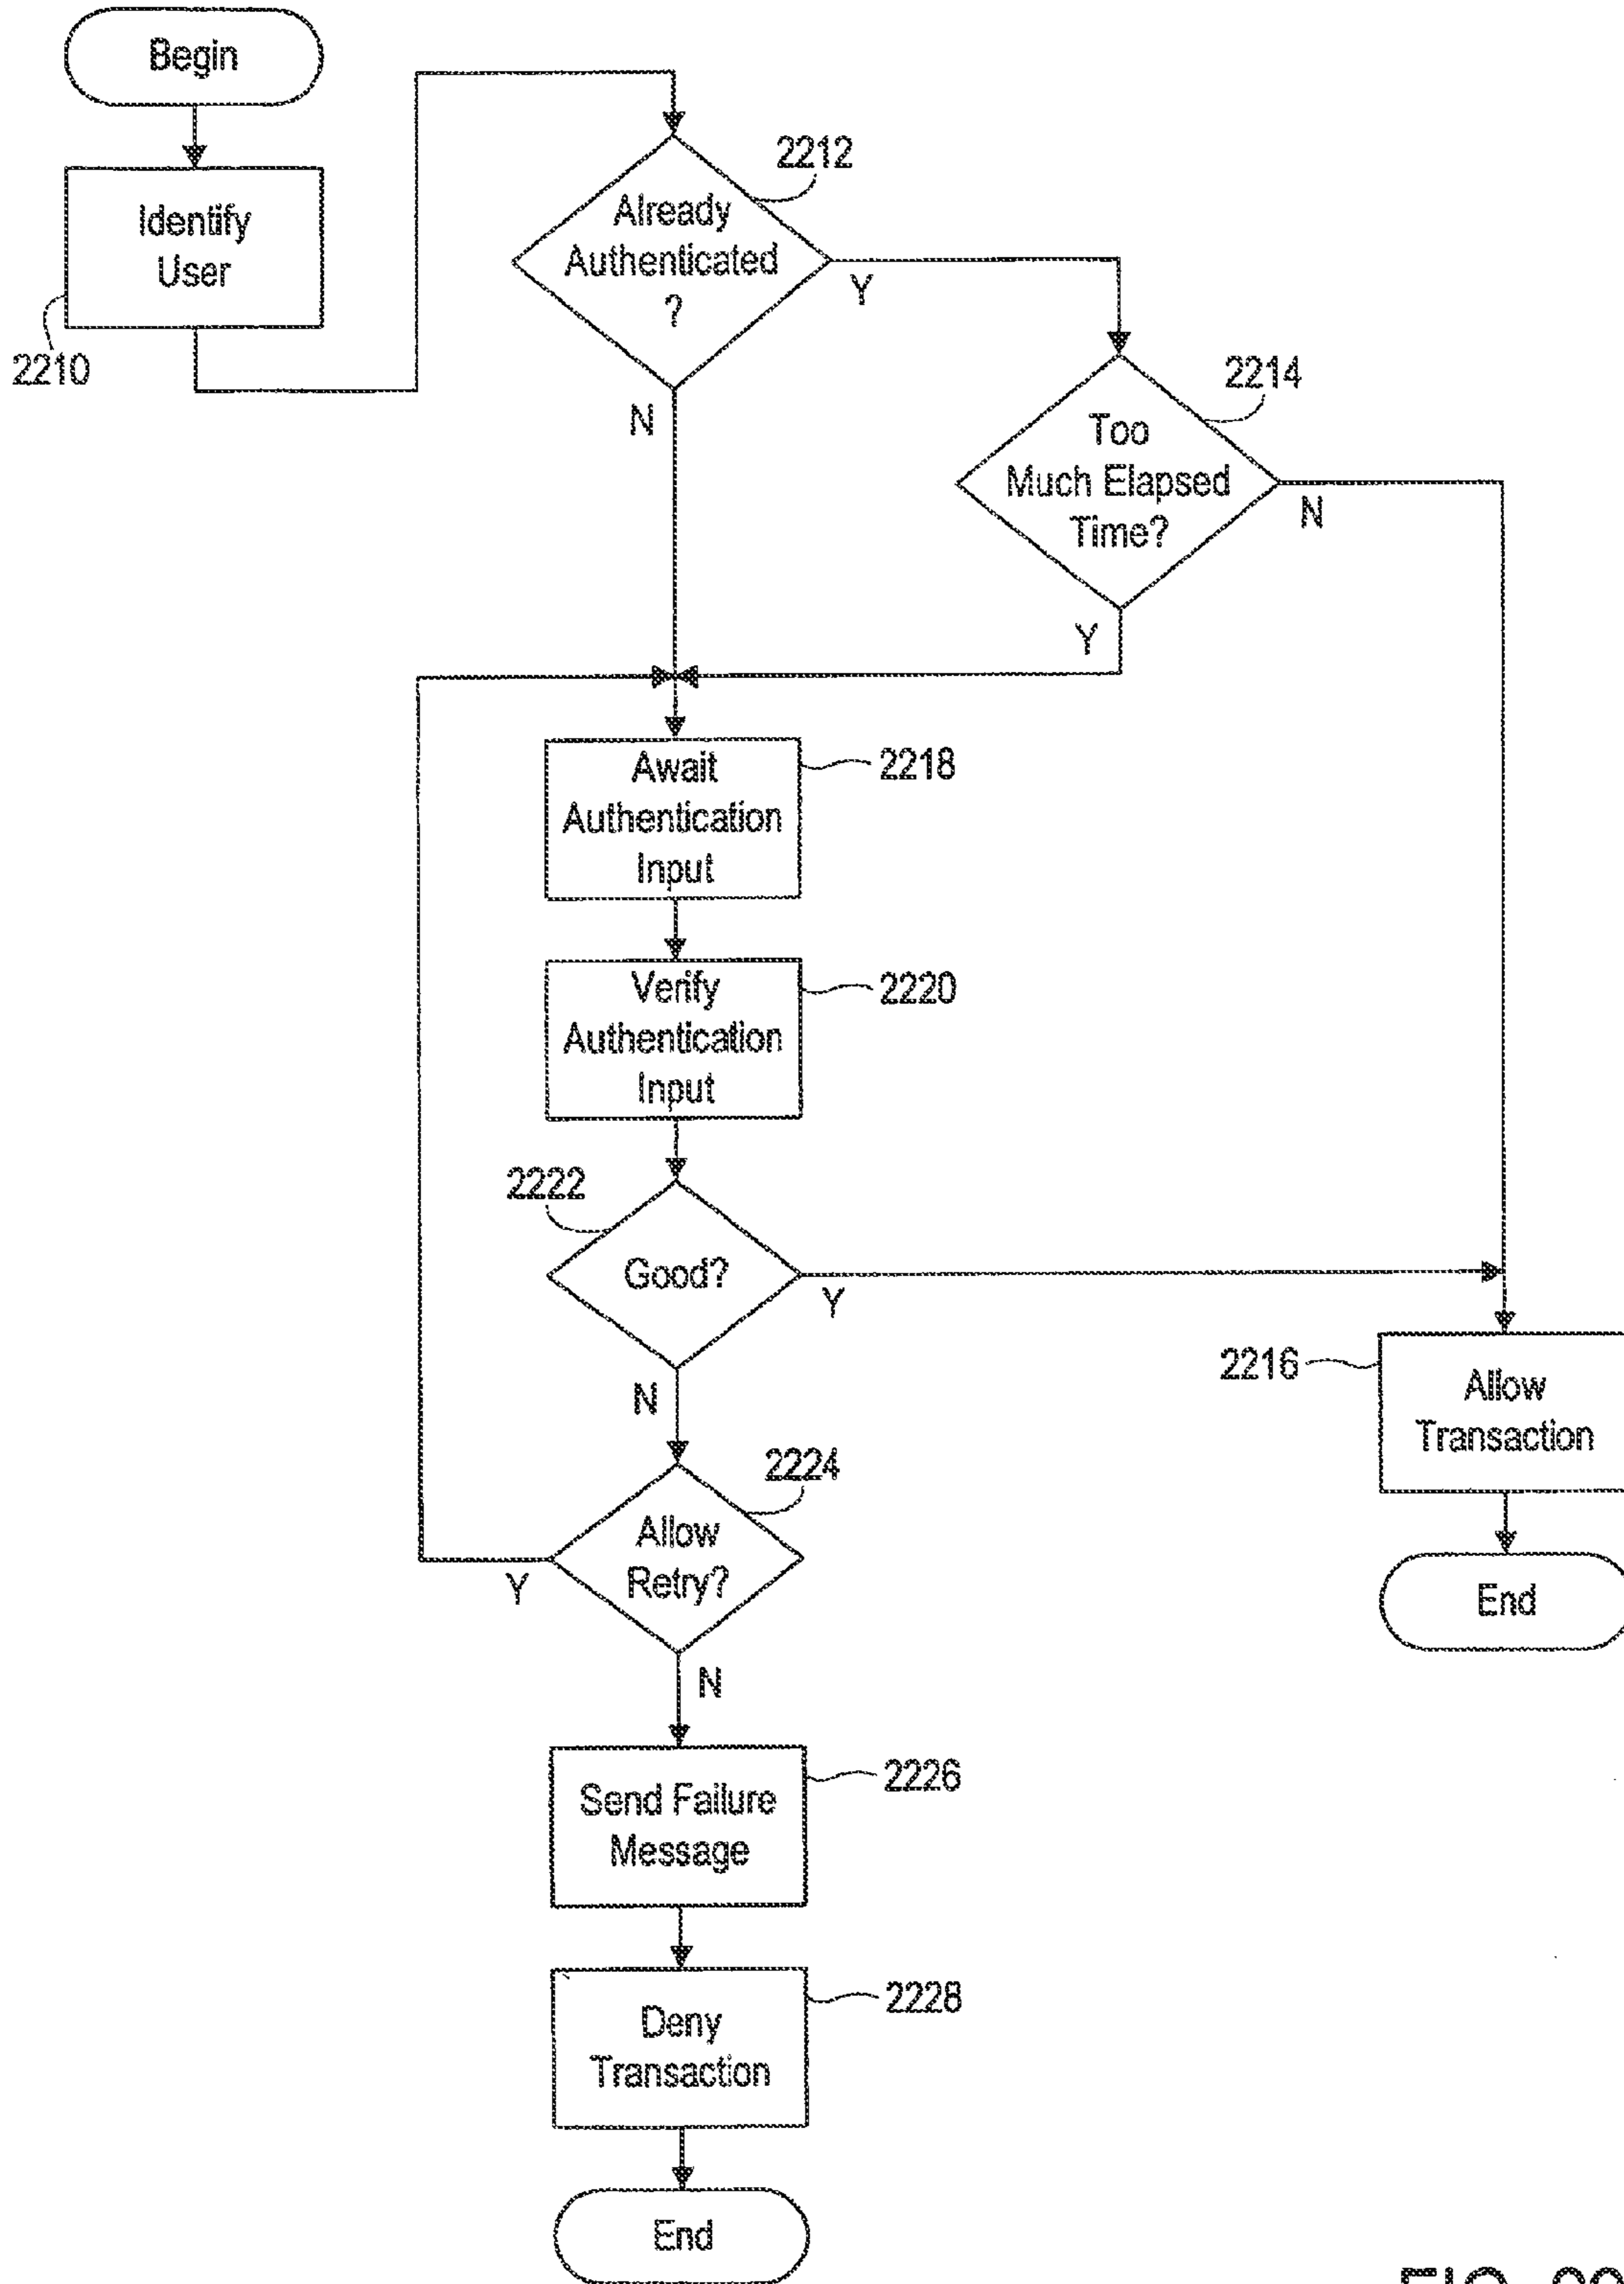 Begin
Identify
User
2210
Already
Authenticated
?
2212
Y
N
Too
Much Elapsed
Time?
2214
N
Y
Await
Authentication
Input
2218
Verify
Authentication
Input
2220
2222
Good?
Y
N
2216
Allow
Transaction
End
2224
Allow
Retry?
Y
N
Send Failure
Message
2226
Deny
Transaction
2228
End